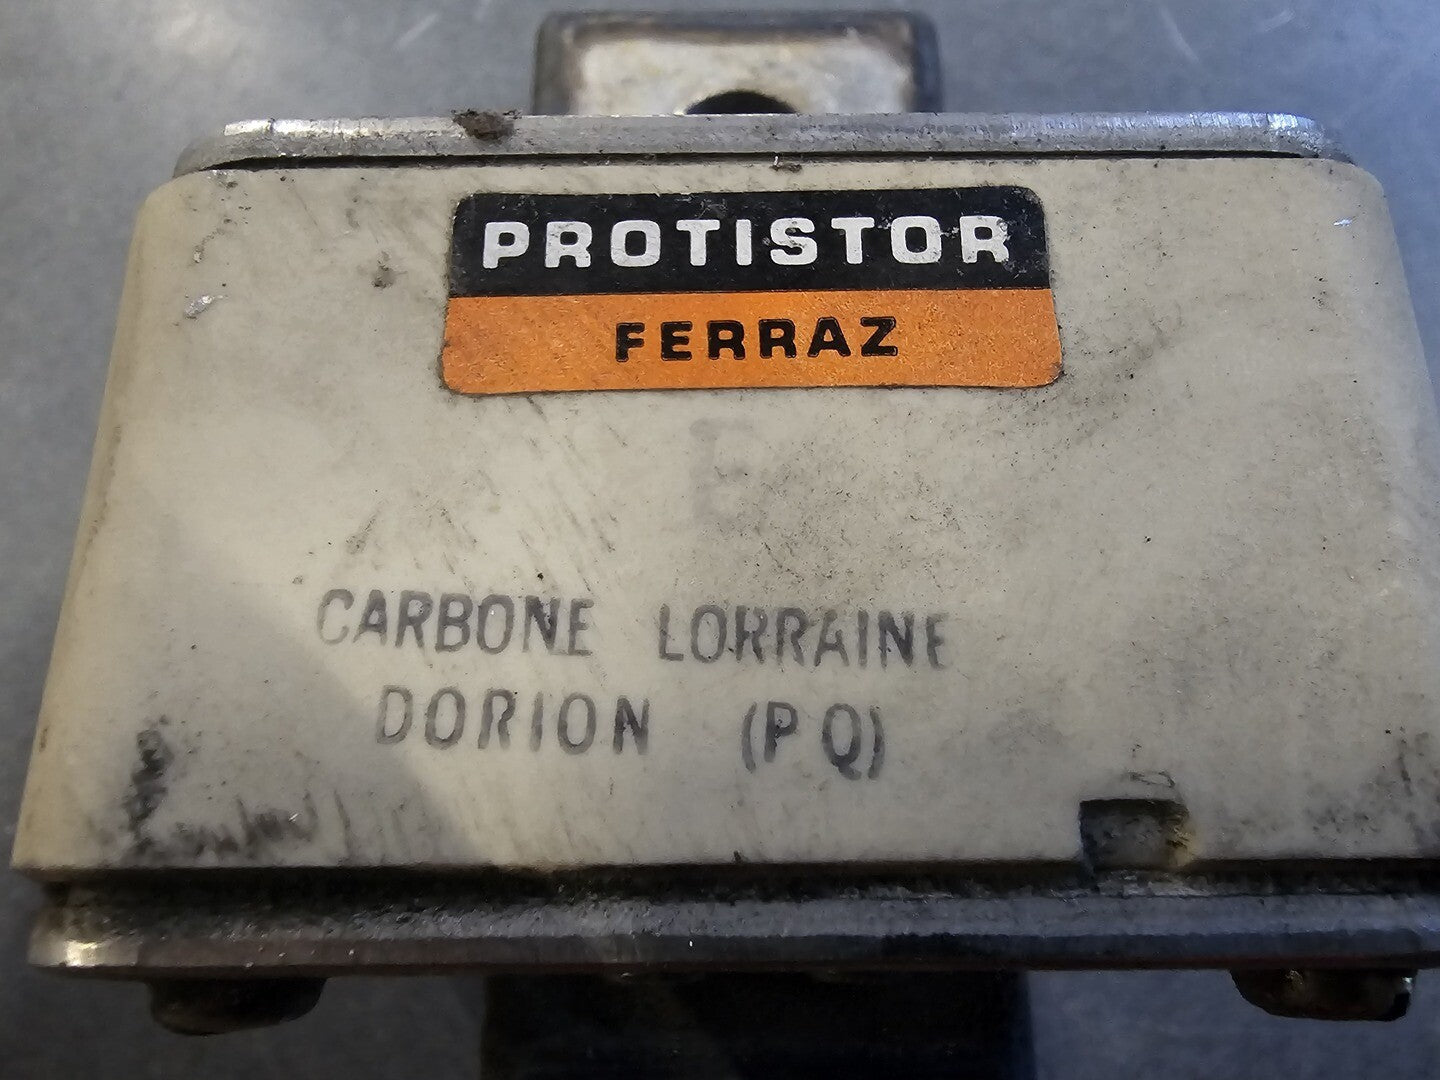 PROTISTOR
FERRAZ
CARBONE LORRAINE
DORION (PQ)